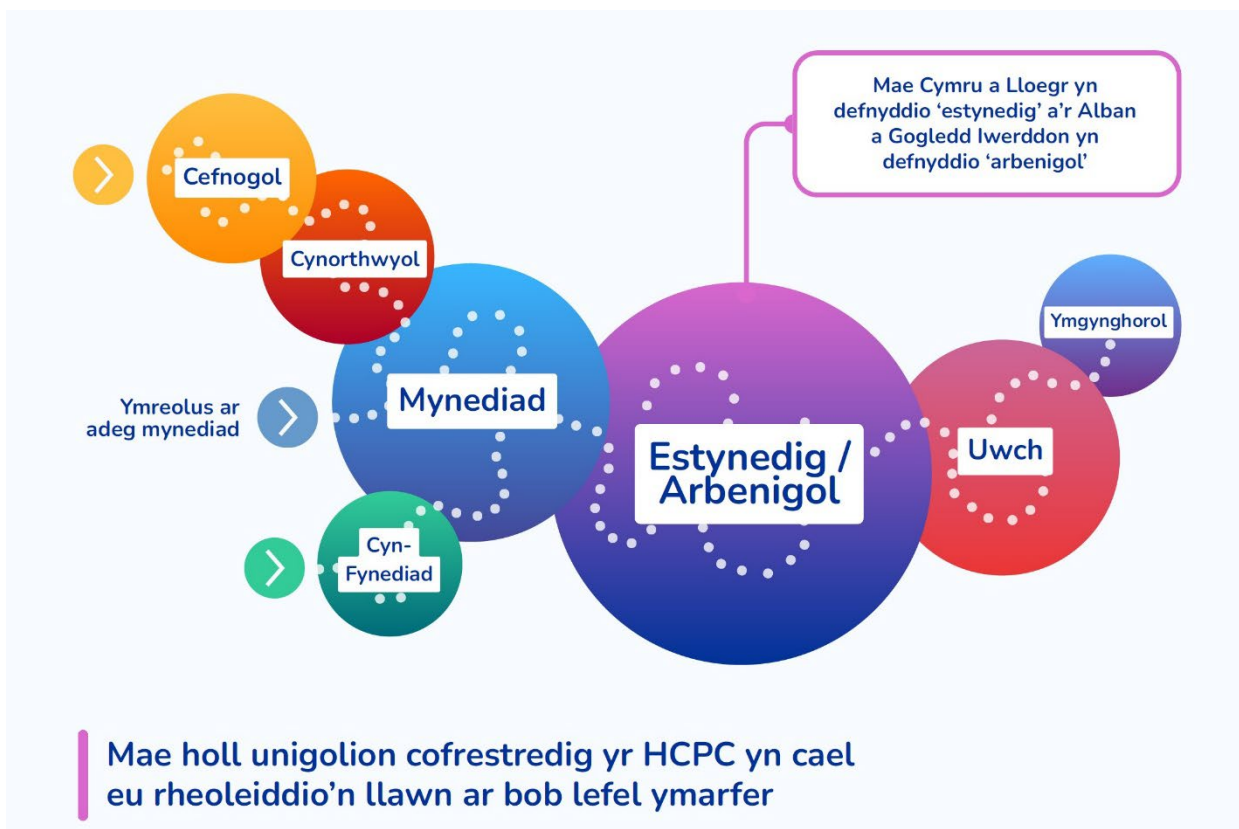 Mae Cymru a Lloegr yn
defnyddio ‘estynedig’ a’r Alban
a Gogledd Iwerddon yn
defnyddio ‘arbenigol’
Cefnogol
Cynorthwyol
Mynediad
Ymreolus ar
adeg mynediad
Cyn-
Fynediad
Estynedig /
Arbenigol
Uwch
Ymgynghorol
Mae holl unigolion cofrestredig yr HCPC yn cael
eu rheoleiddio’n llawn ar bob lefel ymarfer